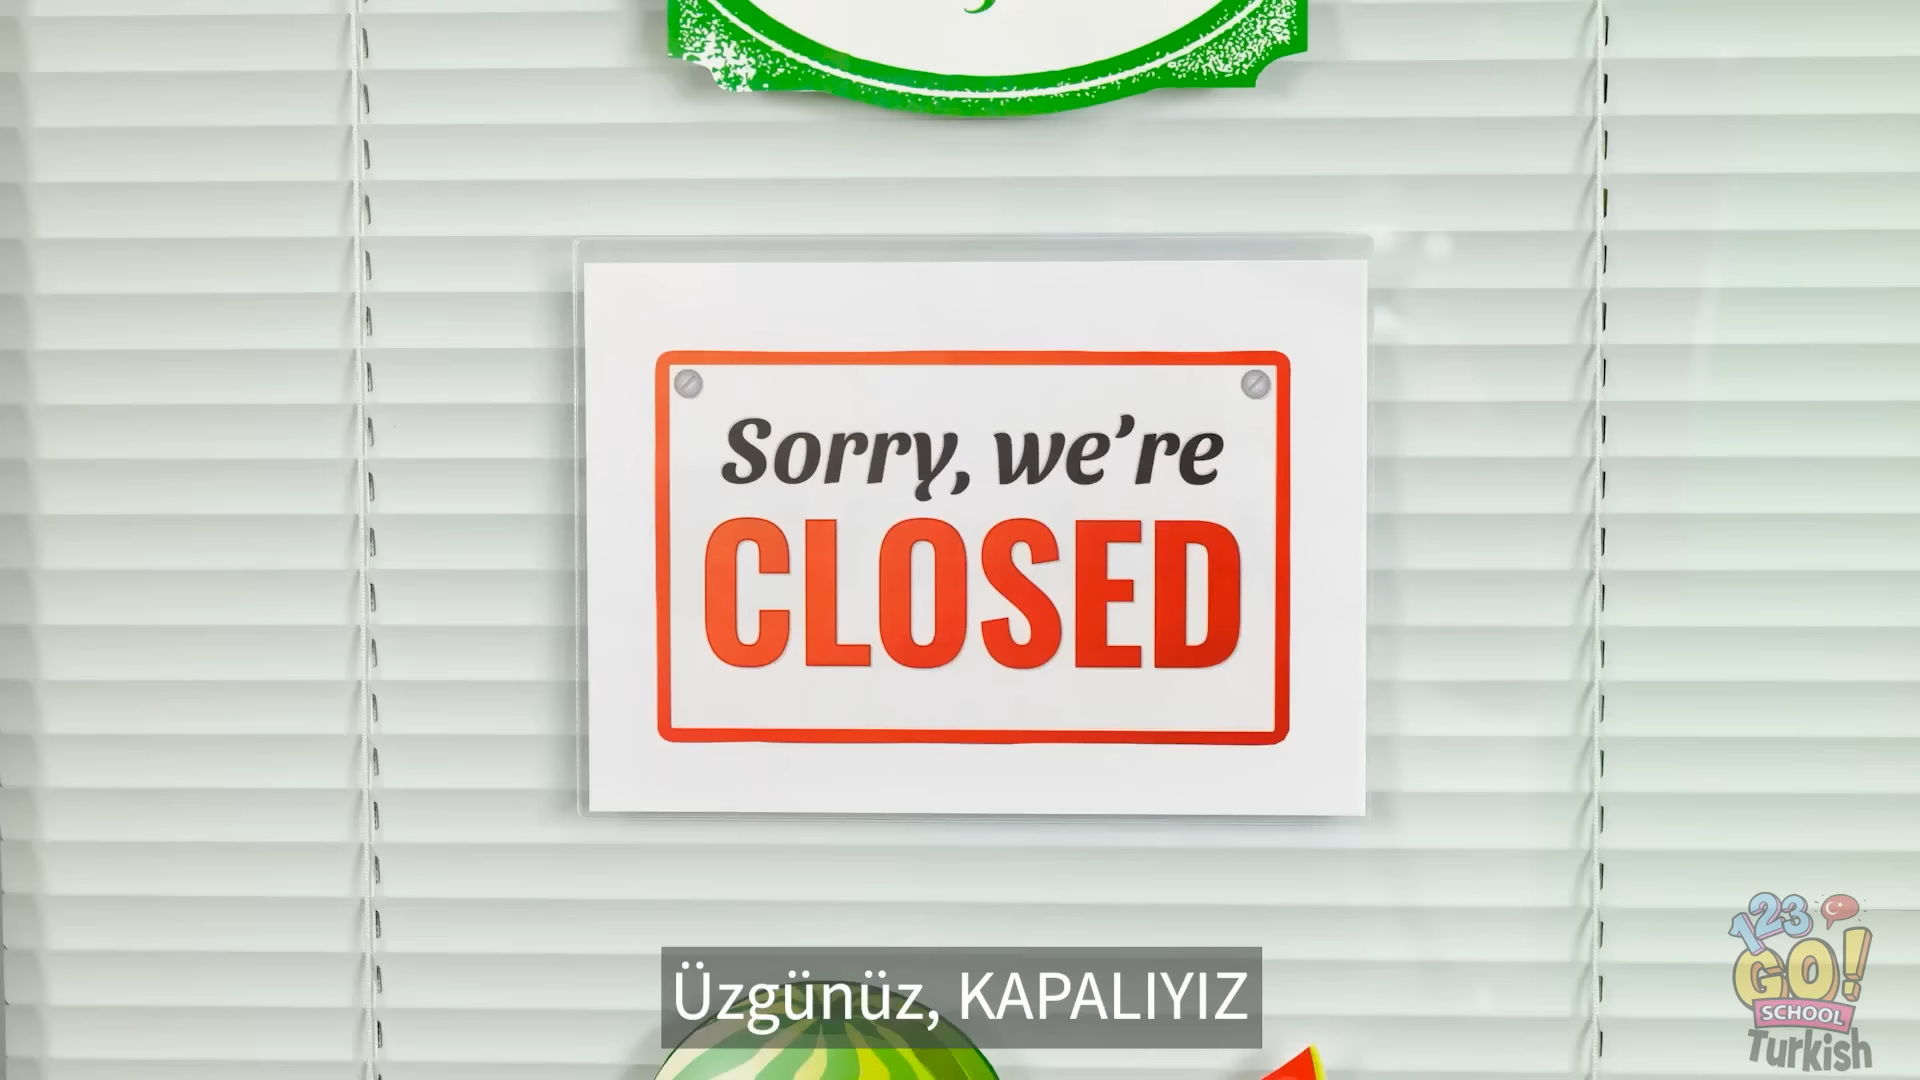 Sorry, we're
CLOSED
Üzgünüz, KAPALIYIZ
123
GO!
SCHOOL
Turkish